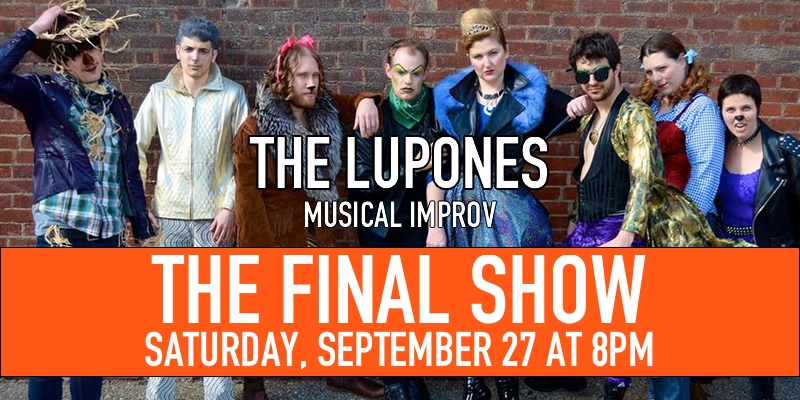 THE LUPONES
MUSICAL IMPROV
THE FINAL SHOW
SATURDAY, SEPTEMBER 27 AT 8PM